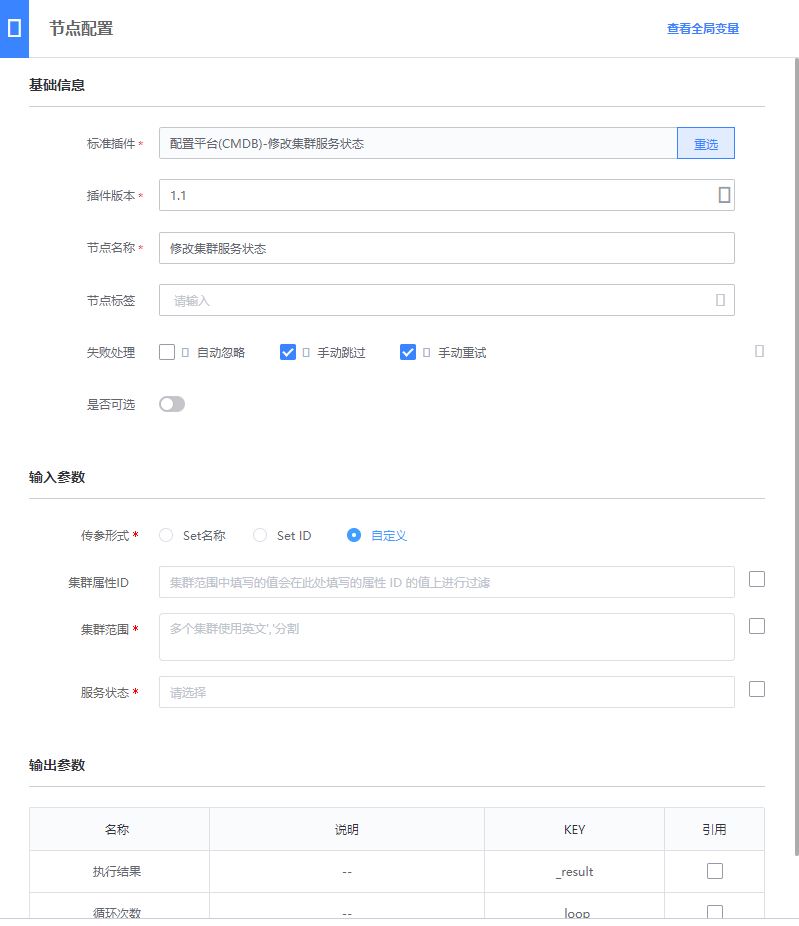 节点配置 查看全局变量
基础信息
标准插件 * 配置平台(CMDB)-修改集群服务状态 重选
插件版本 * 1.1
节点名称 * 修改集群服务状态
节点标签 请输入
失败处理 自动忽略 手动跳过 手动重试
是否可选
输入参数
传参形式 * Set名称 Set ID 自定义
集群属性ID 集群范围中填写的值会在此处填写的属性 ID 的值上进行过滤
集群范围 * 多个集群使用英文','分割
服务状态 * 请选择
输出参数
名称 说明 KEY 引用
执行结果 -- _result
循环次数 -- _loop